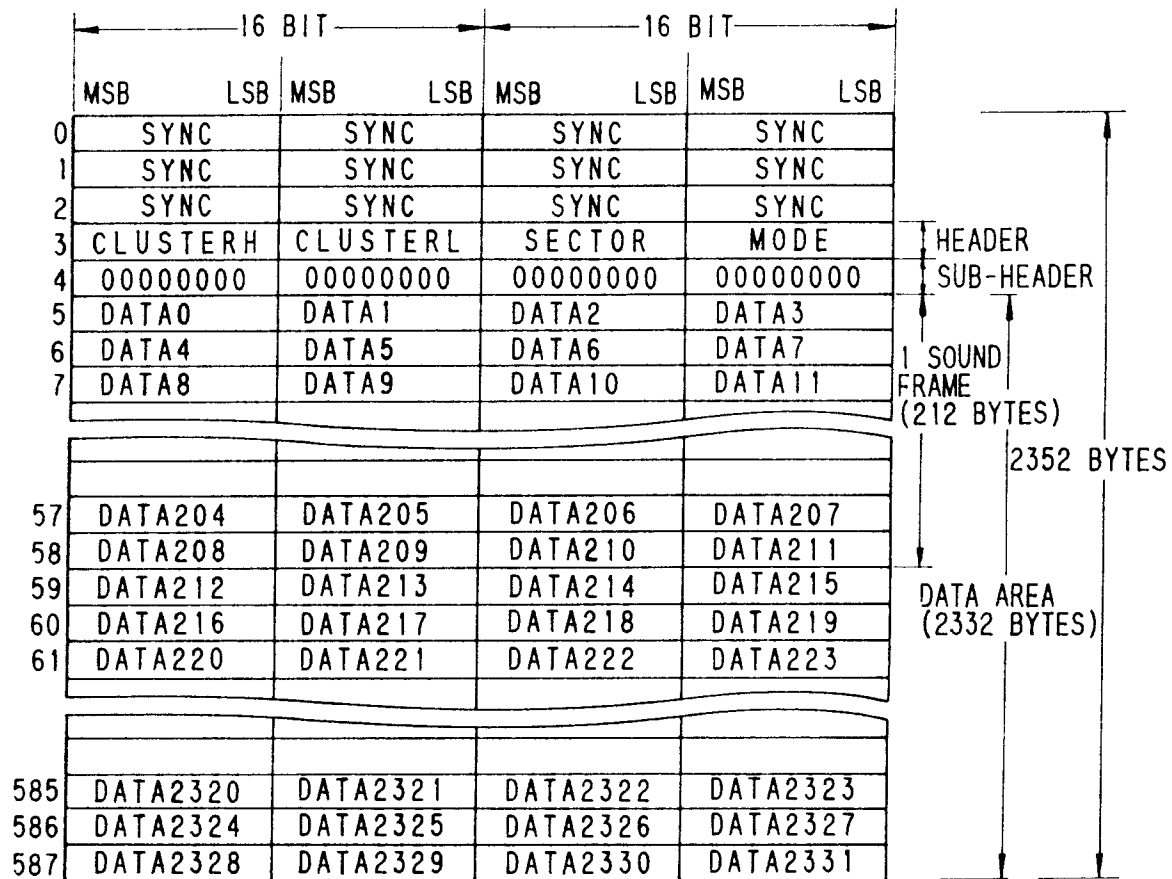 16 BIT 16 BIT
MSB LSB MSB LSB MSB LSB MSB LSB
0 SYNC SYNC SYNC SYNC
1 SYNC SYNC SYNC SYNC
2 SYNC SYNC SYNC SYNC
3 CLUSTERH CLUSTERL SECTOR MODE HEADER
4 00000000 00000000 00000000 00000000 SUB-HEADER
5 DATA0 DATA1 DATA2 DATA3
6 DATA4 DATA5 DATA6 DATA7
7 DATA8 DATA9 DATA10 DATA11
1 SOUND
FRAME
(212 BYTES)
2352 BYTES
57 DATA204 DATA205 DATA206 DATA207
58 DATA208 DATA209 DATA210 DATA211
59 DATA212 DATA213 DATA214 DATA215
60 DATA216 DATA217 DATA218 DATA219
61 DATA220 DATA221 DATA222 DATA223
DATA AREA
(2332 BYTES)
585 DATA2320 DATA2321 DATA2322 DATA2323
586 DATA2324 DATA2325 DATA2326 DATA2327
587 DATA2328 DATA2329 DATA2330 DATA2331